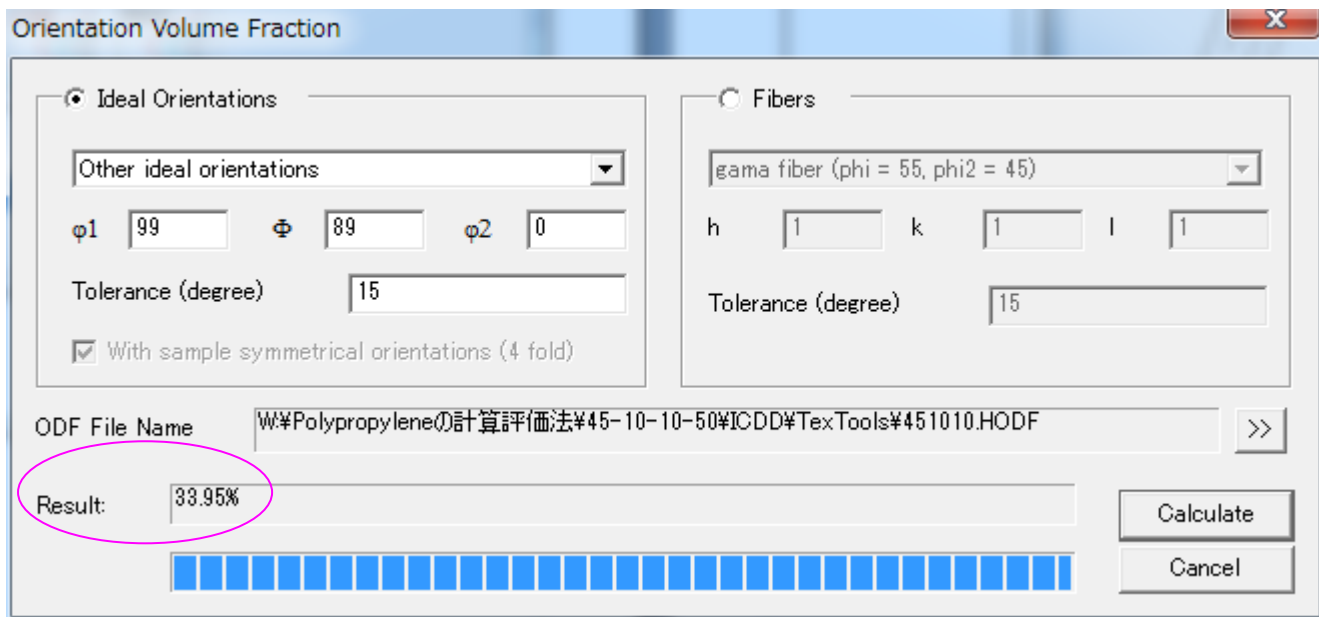 Orientation Volume Fraction
x
Ideal Orientations
Other ideal orientations
φ1 99 Φ 89 φ2 0
Tolerance (degree) 15
With sample symmetrical orientations (4 fold)
Fibers
gama fiber (phi = 55, phi2 = 45)
h 1 k 1 l 1
Tolerance (degree) 15
ODF File Name W:¥Polypropyleneの計算評価法¥45-10-10-50¥ICDD¥TexTools¥451010.HODF >>
Result: 33.95%
Calculate
Cancel